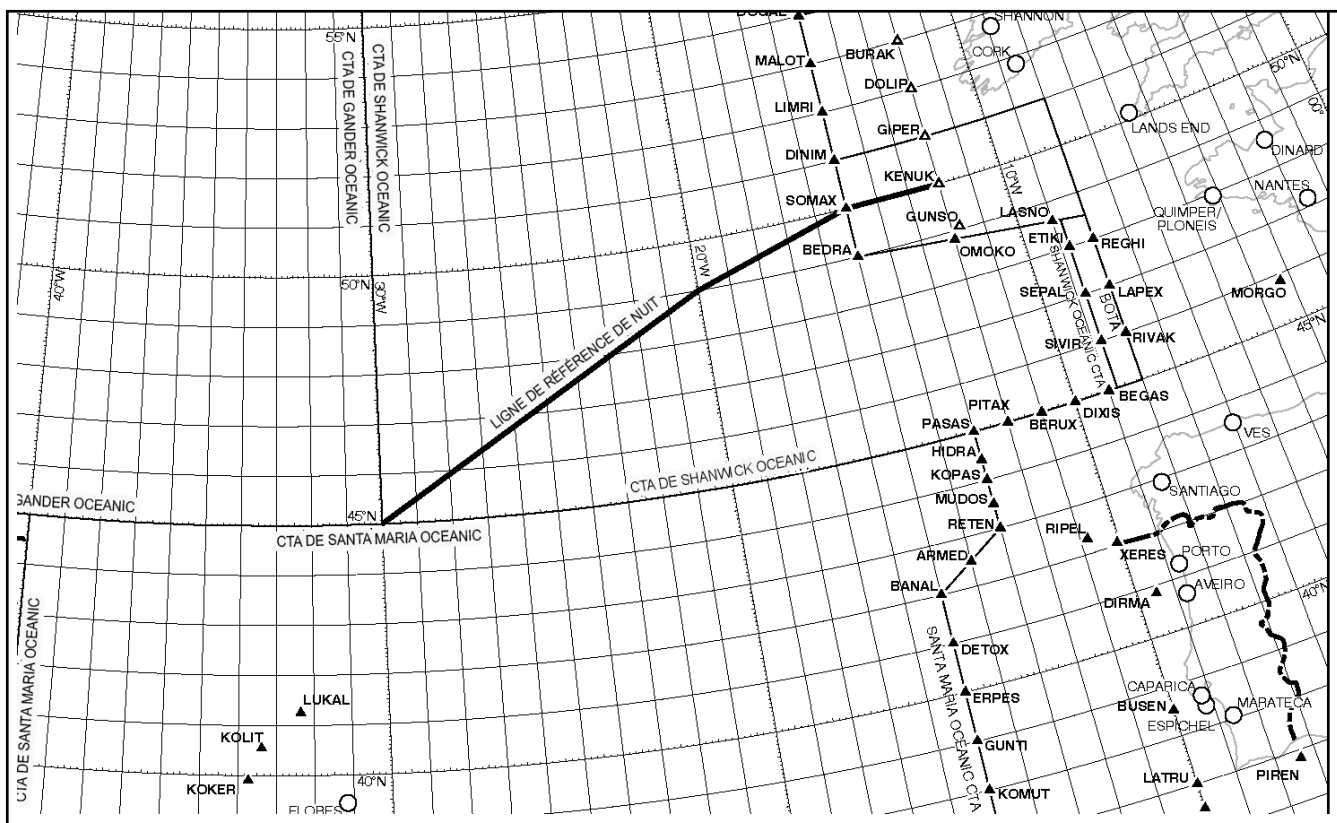 DOGAL
SHANNON
55°N
CTA DE GANDER OCEANIC
CTA DE SHANWICK OCEANIC
BURAK
MALOT
CORK
50°N
DOLIP
00°
LIMRI
LANDS END
GIPER
DINARD
DINIM
KENUK
10°W
NANTES
SOMAX
GUNSO
LASNO
QUIMPER/
PLONEIS
ETIKI
REGHI
BEDRA
OMOKO
20°W
40°W
50°N
30°W
SHANWICK OCEANIC CTA
SEPAL
BOTA
LAPEX
MORGO
LIGNE DE RÉFÉRENCE DE NUIT
SIVIR
RIVAK
45°N
BEGAS
PITAX
DIXIS
PASAS
BERUX
VES
HIDRA
CTA DE SHANWICK OCEANIC
KOPAS
SANTIAGO
GANDER OCEANIC
MUDOS
45°N
CTA DE SANTA MARIA OCEANIC
RETEN
RIPEL
ARMED
XERES
PORTO
BANAL
AVEIRO
DIRMA
40°N
CTA DE SANTA MARIA OCEANIC
SANTA MARIA OCEANIC CTA
DETOX
LUKAL
ERPES
CAPARICA
MARATECA
BUSEN
ESPICHEL
KOLIT
GUNTI
40°N
LATRU
PIREN
KOKER
KOMUT
FLORES